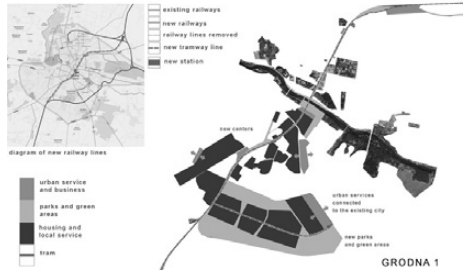 existing railways
new railways
railway lines removed
new tramway line
new station
diagram of new railway lines
new centers
urban service
and business
parks and green
areas
housing and
local service
tram
urban services
connected
to the existing city
new parks
and green areas
GRODNA 1